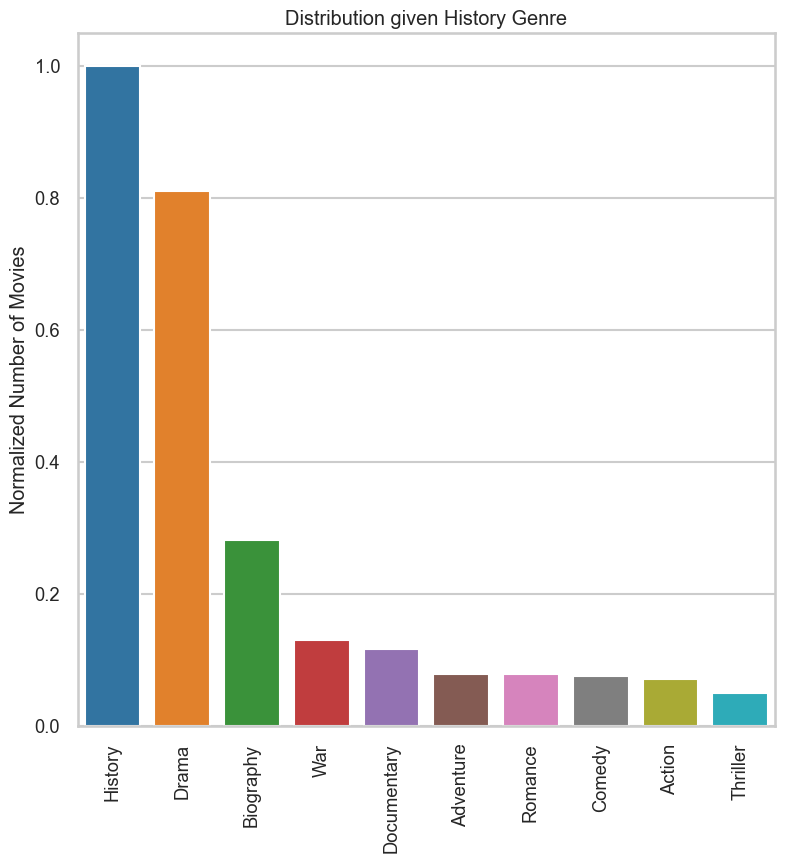 Distribution given History Genre
Normalized Number of Movies
1.0
0.8
0.6
0.4
0.2
0.0
History
Drama
Biography
War
Documentary
Adventure
Romance
Comedy
Action
Thriller